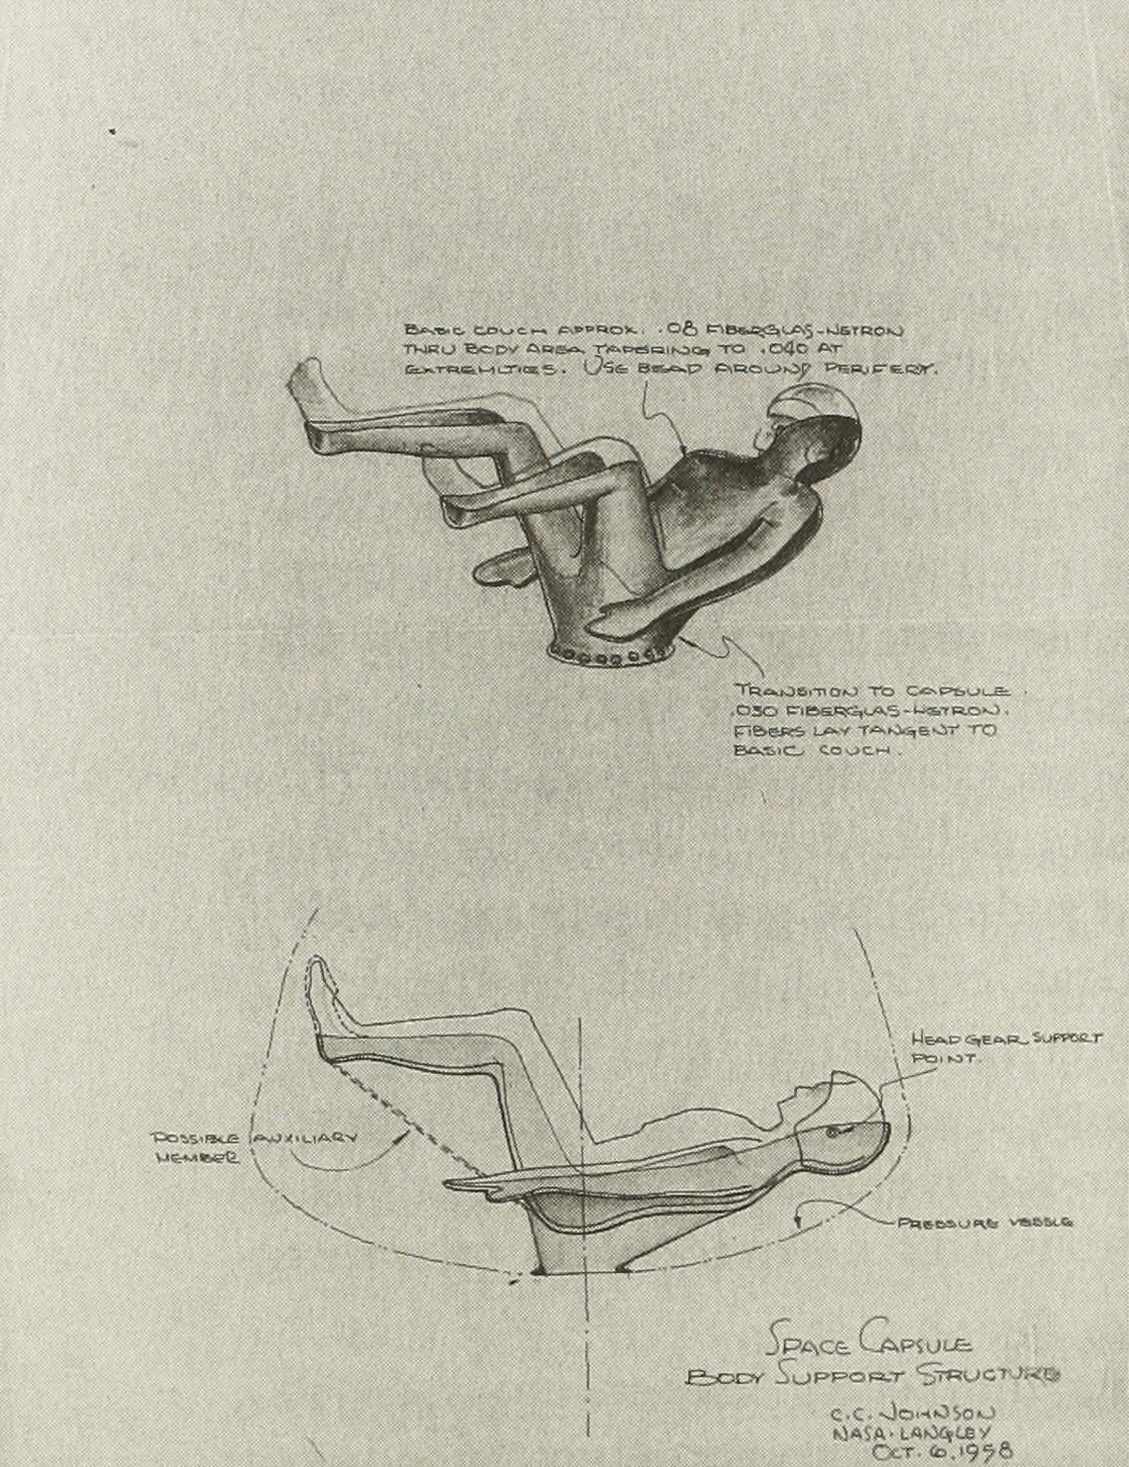 BASIC COUCH APPROX. .08 FIBERGLAS-HETRON
THRU BODY AREA TAPERING TO .040 AT
EXTREMITIES. USE BEAD AROUND PERIFERY.
TRANSITION TO CAPSULE.
.030 FIBERGLAS-HETRON.
FIBERS LAY TANGENT TO
BASIC COUCH.
HEAD GEAR SUPPORT
POINT.
POSSIBLE AUXILIARY
MEMBER
PRESSURE VESSLE
SPACE CAPSULE
BODY SUPPORT STRUCTURE
C.C. JOHNSON
NASA-LANGLEY
OCT. 6, 1958